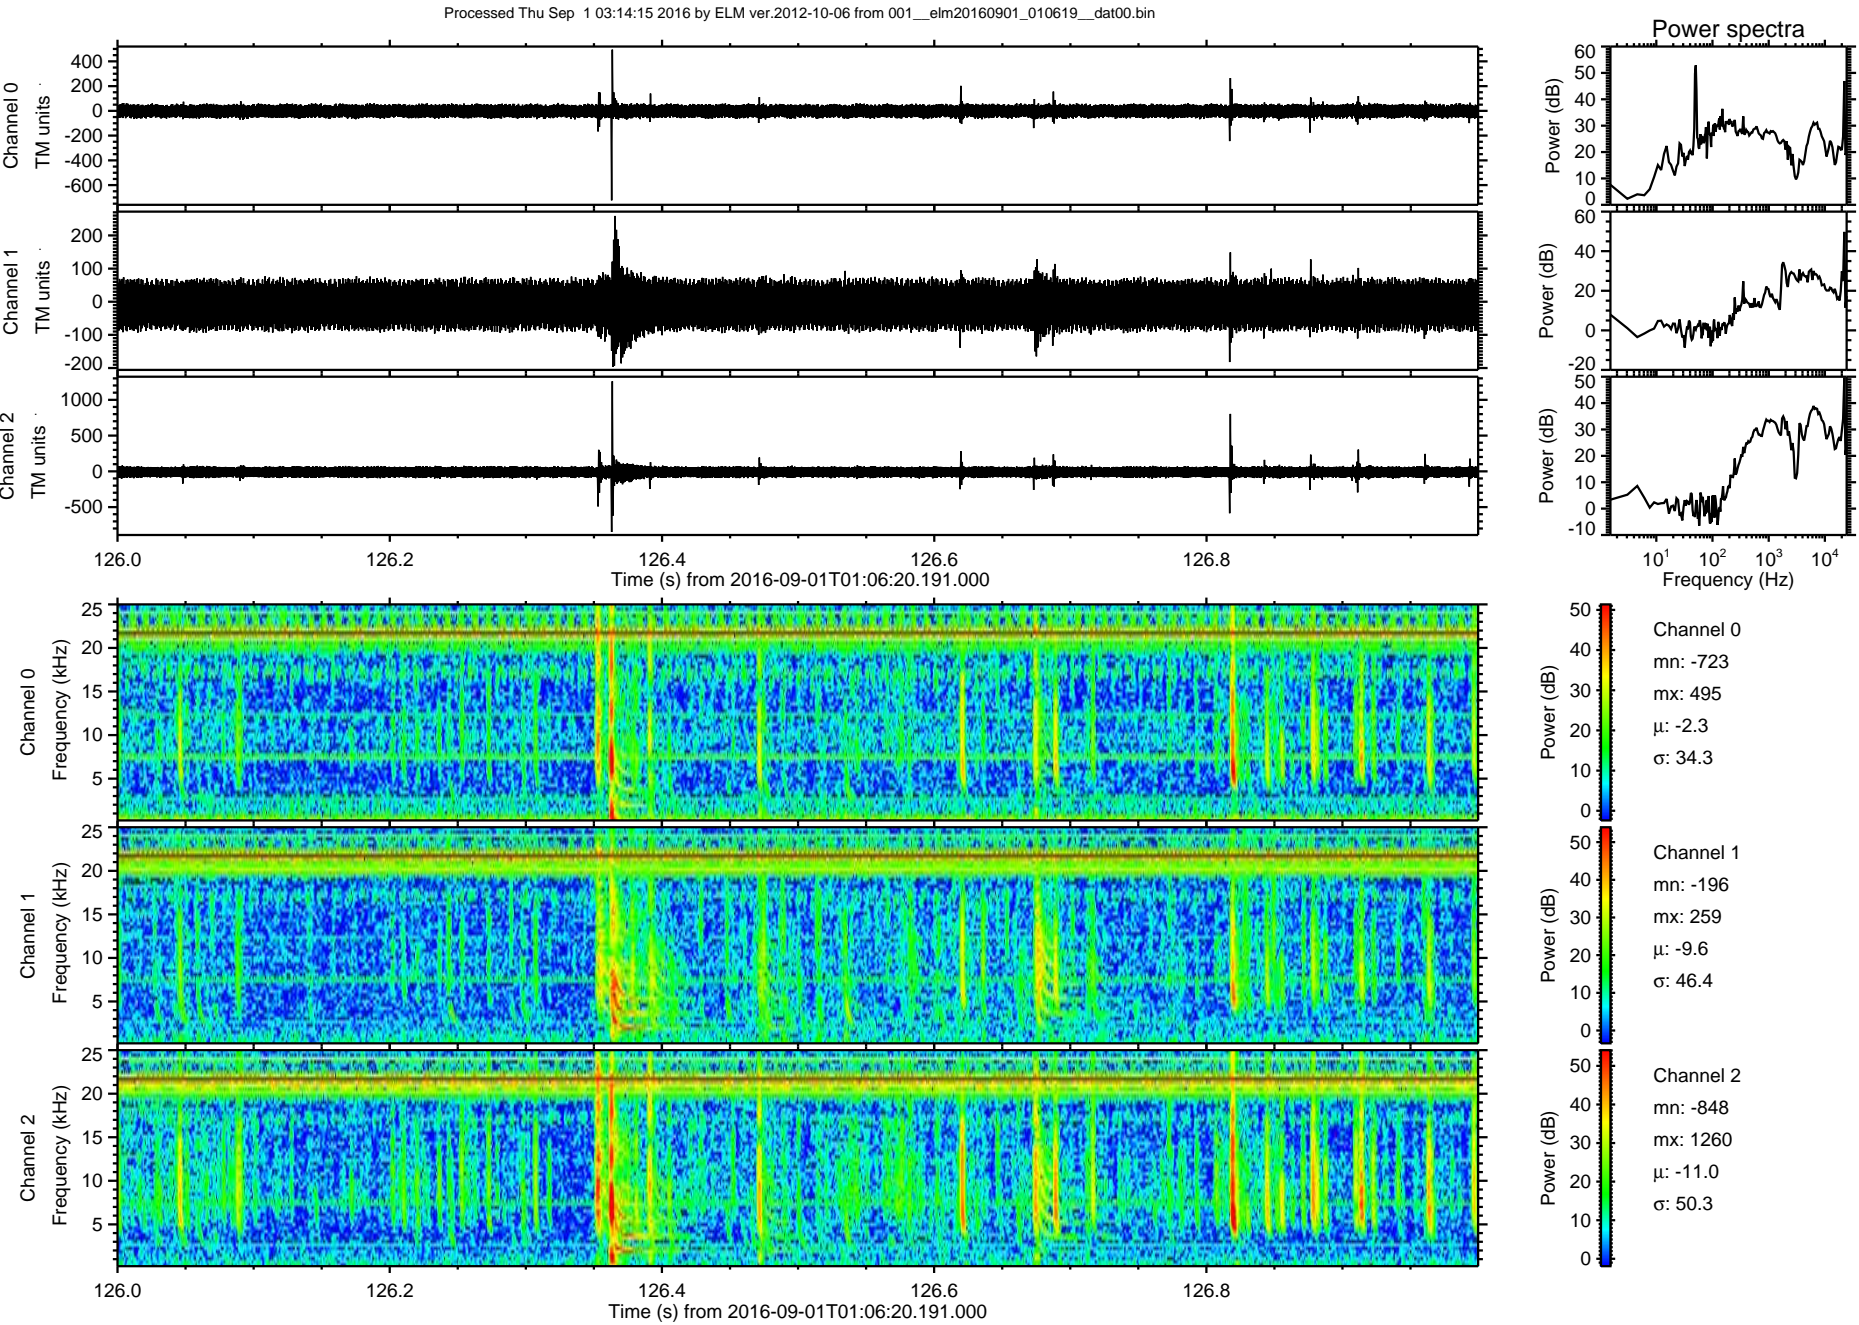 Processed Thu Sep  1 03:14:15 2016 by ELM ver.2012-10-06 from 001__elm20160901_010619__dat00.bin
Power spectra
Channel 0
TM units
400
200
0
-200
-400
-600
Power (dB)
60
50
40
30
20
10
0
Channel 1
TM units
200
100
0
-100
-200
Power (dB)
60
40
20
0
-20
Channel 2
TM units
1000
500
0
-500
Power (dB)
50
40
30
20
10
0
-10
126.0 126.2 126.4 126.6 126.8
Time (s) from 2016-09-01T01:06:20.191.000
10¹ 10² 10³ 10⁴
Frequency (Hz)
Channel 0
Frequency (kHz)
25
20
15
10
5
Power (dB)
50
40
30
20
10
0
Channel 0
mn: -723
mx: 495
μ: -2.3
σ: 34.3
Channel 1
Frequency (kHz)
25
20
15
10
5
Power (dB)
50
40
30
20
10
0
Channel 1
mn: -196
mx: 259
μ: -9.6
σ: 46.4
Channel 2
Frequency (kHz)
25
20
15
10
5
Power (dB)
50
40
30
20
10
0
Channel 2
mn: -848
mx: 1260
μ: -11.0
σ: 50.3
126.0 126.2 126.4 126.6 126.8
Time (s) from 2016-09-01T01:06:20.191.000